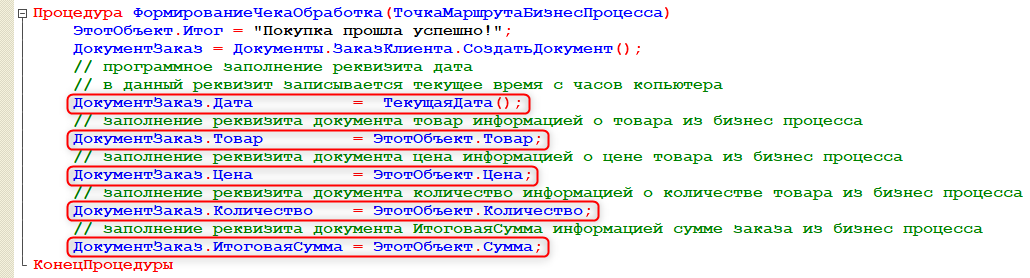 Процедура ФормированиеЧекаОбработка(ТочкаМаршрутаБизнесПроцесса)
ЭтотОбъект.Итог = "Покупка прошла успешно!";
ДокументЗаказ = Документы.ЗаказКлиента.СоздатьДокумент();
// программное заполнение реквизита дата
// в данный реквизит записывается текущее время с часов копьютера
ДокументЗаказ.Дата = ТекущаяДата();
// заполнение реквизита документа товар информацией о товара из бизнес процесса
ДокументЗаказ.Товар = ЭтотОбъект.Товар;
// заполнение реквизита документа цена информацией о цене товара из бизнес процесса
ДокументЗаказ.Цена = ЭтотОбъект.Цена;
// заполнение реквизита документа количество информацией о количестве товара из бизнес процесса
ДокументЗаказ.Количество = ЭтотОбъект.Количество;
// заполнение реквизита документа ИтоговаяСумма информацией сумме заказа из бизнес процесса
ДокументЗаказ.ИтоговаяСумма = ЭтотОбъект.Сумма;
КонецПроцедуры